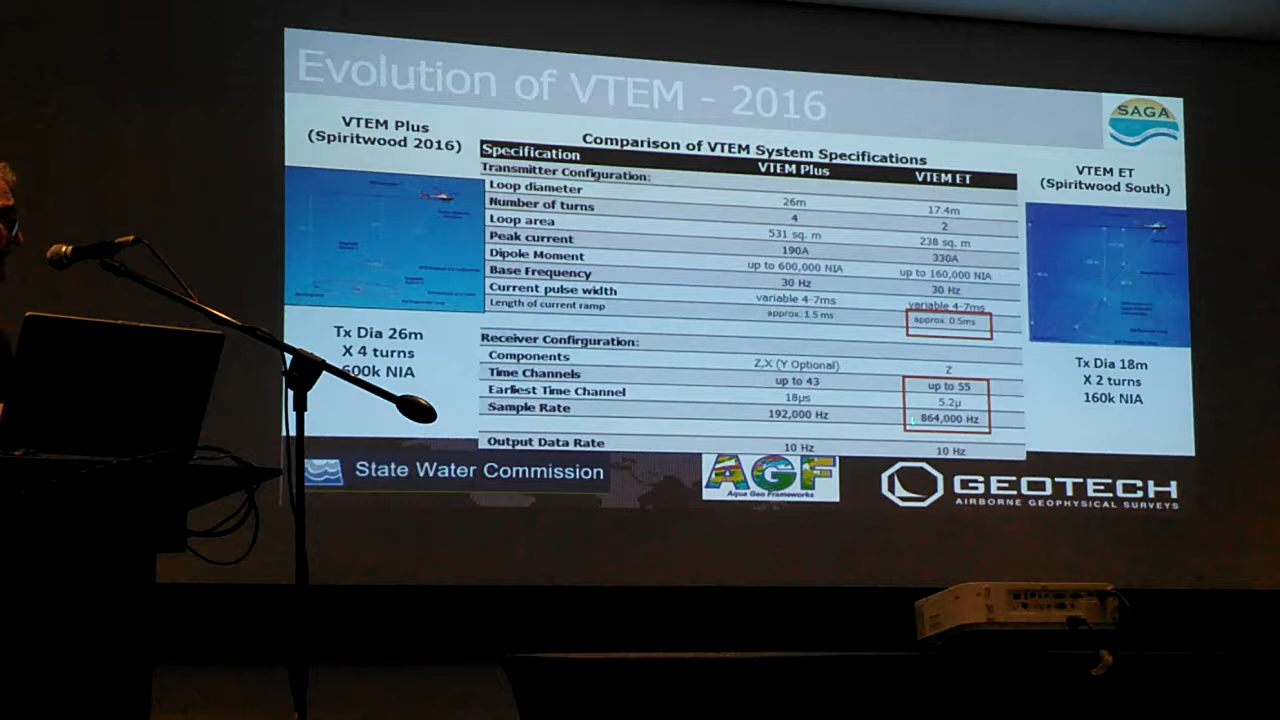 Evolution of VTEM - 2016
SAGA
VTEM Plus
(Spiritwood 2016)
Comparison of VTEM System Specifications
Specification VTEM Plus VTEM ET
Transmitter Configuration:
Loop diameter 26m 17.4m
Number of turns 4 2
Loop area 531 sq. m 238 sq. m
Peak current 190A 330A
Dipole Moment up to 600,000 NIA up to 160,000 NIA
Base Frequency 30 Hz 30 Hz
Current pulse width variable 4-7ms variable 4-7ms
Length of current ramp approx. 1.5 ms approx. 0.5ms
Receiver Confirguration:
Components Z,X (Y Optional) Z
Time Channels up to 43 up to 55
Earliest Time Channel 18µs 5.2µ
Sample Rate 192,000 Hz 864,000 Hz
Output Data Rate 10 Hz 10 Hz
Tx Dia 26m
X 4 turns
600k NIA
VTEM ET
(Spiritwood South)
Tx Dia 18m
X 2 turns
160k NIA
State Water Commission
AGF
Aqua Geo Frameworks
GEOTECH
AIRBORNE GEOPHYSICAL SURVEYS